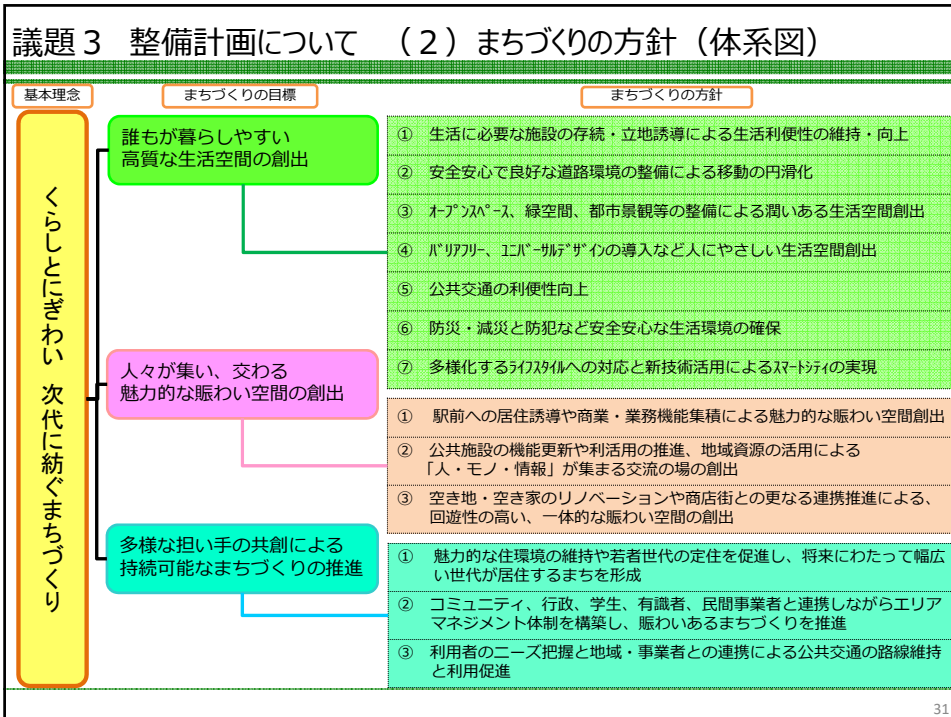 議題3 整備計画について （2）まちづくりの方針（体系図）
基本理念
まちづくりの目標
まちづくりの方針
くらしとにぎわい 次代に紡ぐまちづくり
誰もが暮らしやすい
高質な生活空間の創出
① 生活に必要な施設の存続・立地誘導による生活利便性の維持・向上
② 安全安心で良好な道路環境の整備による移動の円滑化
③ ｵｰﾌﾟﾝｽﾍﾟｰｽ、緑空間、都市景観等の整備による潤いある生活空間創出
④ ﾊﾞﾘｱﾌﾘｰ、ﾕﾆﾊﾞｰｻﾙﾃﾞｻﾞｲﾝの導入など人にやさしい生活空間創出
⑤ 公共交通の利便性向上
⑥ 防災・減災と防犯など安全安心な生活環境の確保
⑦ 多様化するﾗｲﾌｽﾀｲﾙへの対応と新技術活用によるｽﾏｰﾄｼﾃｨの実現
人々が集い、交わる
魅力的な賑わい空間の創出
① 駅前への居住誘導や商業・業務機能集積による魅力的な賑わい空間創出
② 公共施設の機能更新や利活用の推進、地域資源の活用による
「人・モノ・情報」が集まる交流の場の創出
③ 空き地・空き家のリノベーションや商店街との更なる連携推進による、
回遊性の高い、一体的な賑わい空間の創出
多様な担い手の共創による
持続可能なまちづくりの推進
① 魅力的な住環境の維持や若者世代の定住を促進し、将来にわたって幅広
い世代が居住するまちを形成
② コミュニティ、行政、学生、有識者、民間事業者と連携しながらエリア
マネジメント体制を構築し、賑わいあるまちづくりを推進
③ 利用者のニーズ把握と地域・事業者との連携による公共交通の路線維持
と利用促進
31